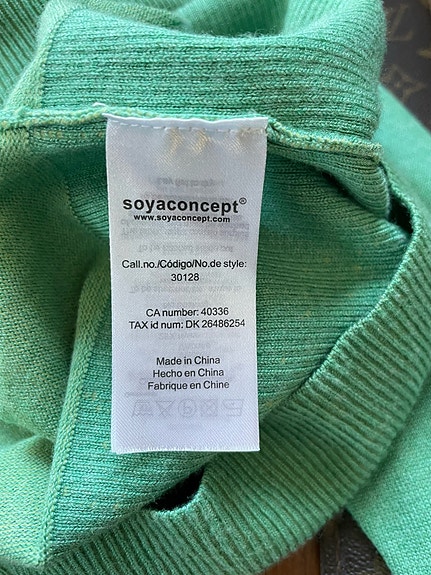 soyaconcept®
www.soyaconcept.com
Call.no./Código/No.de style:
30128
CA number: 40336
TAX id num: DK 26486254
Made in China
Hecho en China
Fabrique en Chine